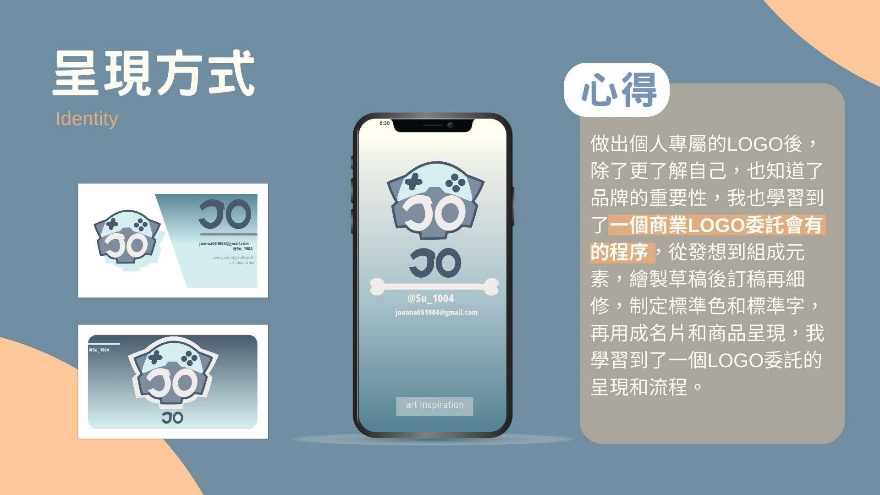 呈現方式
Identity
JO
joanna061004@gmail.com
@Su_1004
@Su_1004
JO
8:30
JO
@Su_1004
joanna061004@gmail.com
art inspiration
心得
做出個人專屬的LOGO後，
除了更了解自己，也知道了
品牌的重要性，我也學習到
了一個商業LOGO委託會有
的程序，從發想到組成元
素，繪製草稿後訂稿再細
修，制定標準色和標準字，
再用成名片和商品呈現，我
學習到了一個LOGO委託的
呈現和流程。